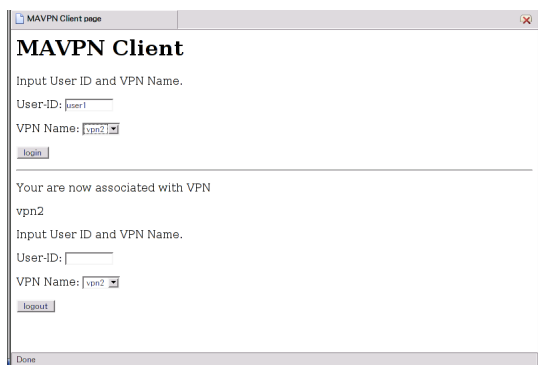 MAVPN Client page
MAVPN Client
Input User ID and VPN Name.
User-ID: user1
VPN Name: vpn2
login
Your are now associated with VPN
vpn2
Input User ID and VPN Name.
User-ID:
VPN Name: vpn2
logout
Done